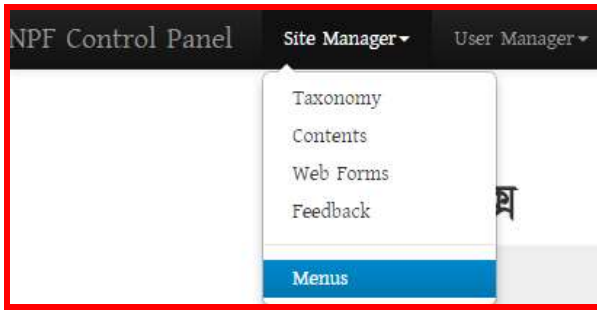 NPF Control Panel Site Manager User Manager
Taxonomy
Contents
Web Forms
Feedback
Menus